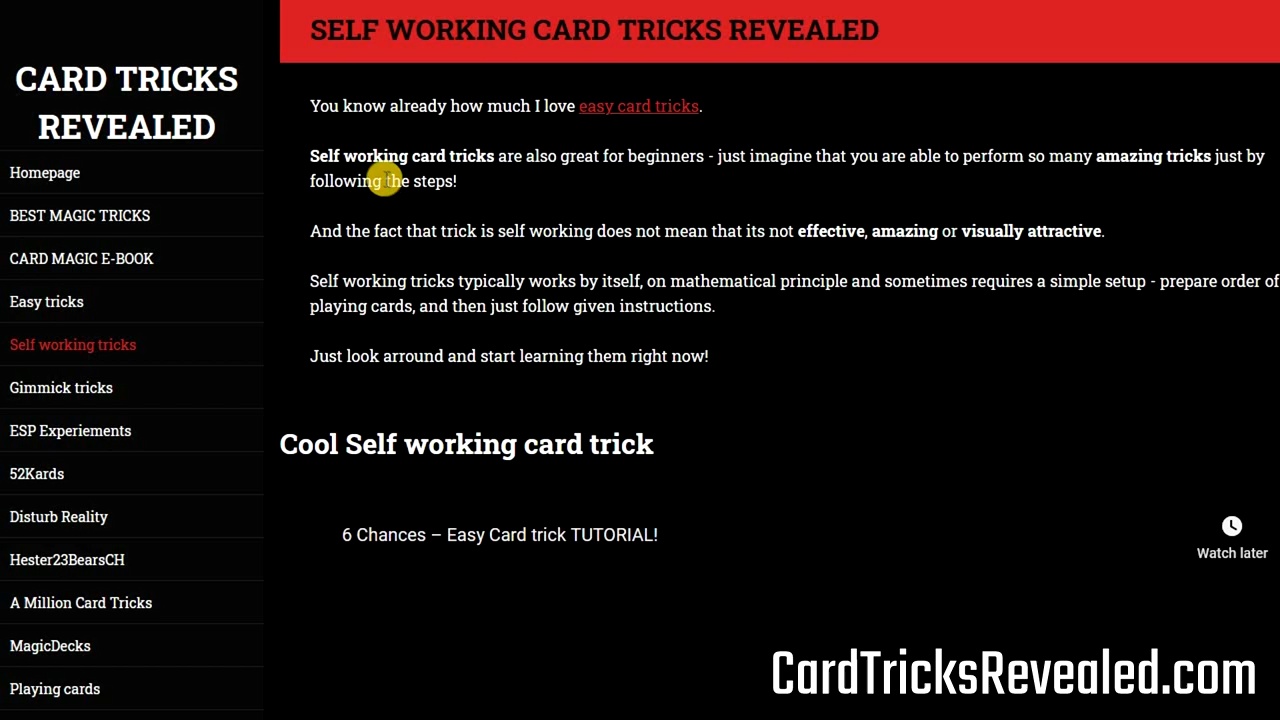 CARD TRICKS
REVEALED
Homepage
BEST MAGIC TRICKS
CARD MAGIC E-BOOK
Easy tricks
Self working tricks
Gimmick tricks
ESP Experiements
52Kards
Disturb Reality
Hester23BearsCH
A Million Card Tricks
MagicDecks
Playing cards
SELF WORKING CARD TRICKS REVEALED
You know already how much I love easy card tricks.
Self working card tricks are also great for beginners - just imagine that you are able to perform so many amazing tricks just by
following the steps!
And the fact that trick is self working does not mean that its not effective, amazing or visually attractive.
Self working tricks typically works by itself, on mathematical principle and sometimes requires a simple setup - prepare order of
playing cards, and then just follow given instructions.
Just look arround and start learning them right now!
Cool Self working card trick
6 Chances – Easy Card trick TUTORIAL!
Watch later
CardTricksRevealed.com